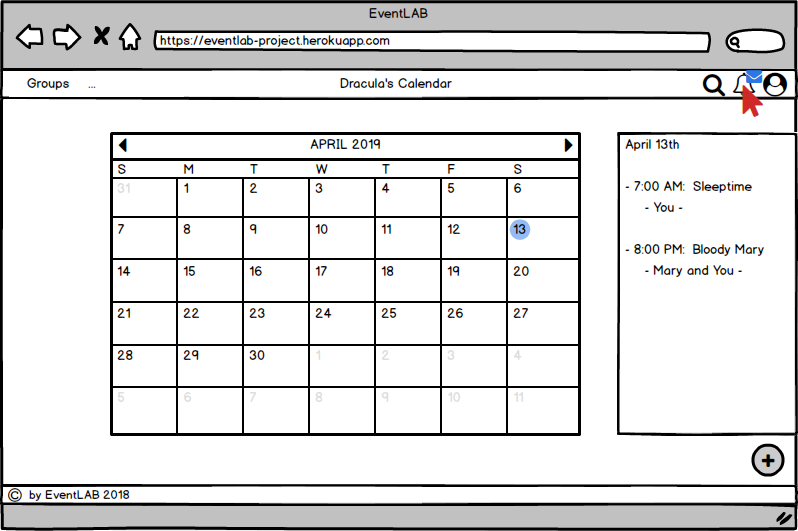 EventLAB
https://eventlab-project.herokuapp.com
Groups ... Dracula's Calendar
APRIL 2019
S M T W T F S
31 1 2 3 4 5 6
7 8 9 10 11 12 13
14 15 16 17 18 19 20
21 22 23 24 25 26 27
28 29 30 1 2 3 4
5 6 7 8 9 10 11
April 13th
- 7:00 AM: Sleeptime
- You -
- 8:00 PM: Bloody Mary
- Mary and You -
© by EventLAB 2018